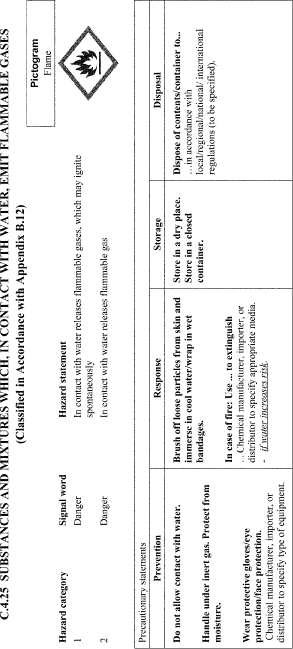 C.4.25 SUBSTANCES AND MIXTURES WHICH, IN CONTACT WITH WATER, EMIT FLAMMABLE GASES
(Classified in Accordance with Appendix B.12)
Pictogram
Flame
Hazard category
Signal word
Hazard statement
1
Danger
In contact with water releases flammable gases, which may ignite
spontaneously
2
Danger
In contact with water releases flammable gas
Precautionary statements
Prevention
Response
Storage
Disposal
Do not allow contact with water.
Handle under inert gas. Protect from
moisture.
Wear protective gloves/eye
protection/face protection.
Chemical manufacturer, importer, or
distributor to specify type of equipment.
Brush off loose particles from skin and
immerse in cool water/wrap in wet
bandages.
In case of fire: Use ... to extinguish
... Chemical manufacturer, importer, or
distributor to specify appropriate media.
- if water increases risk.
Store in a dry place.
Store in a closed
container.
Dispose of contents/container to...
…in accordance with
local/regional/national/ international
regulations (to be specified).